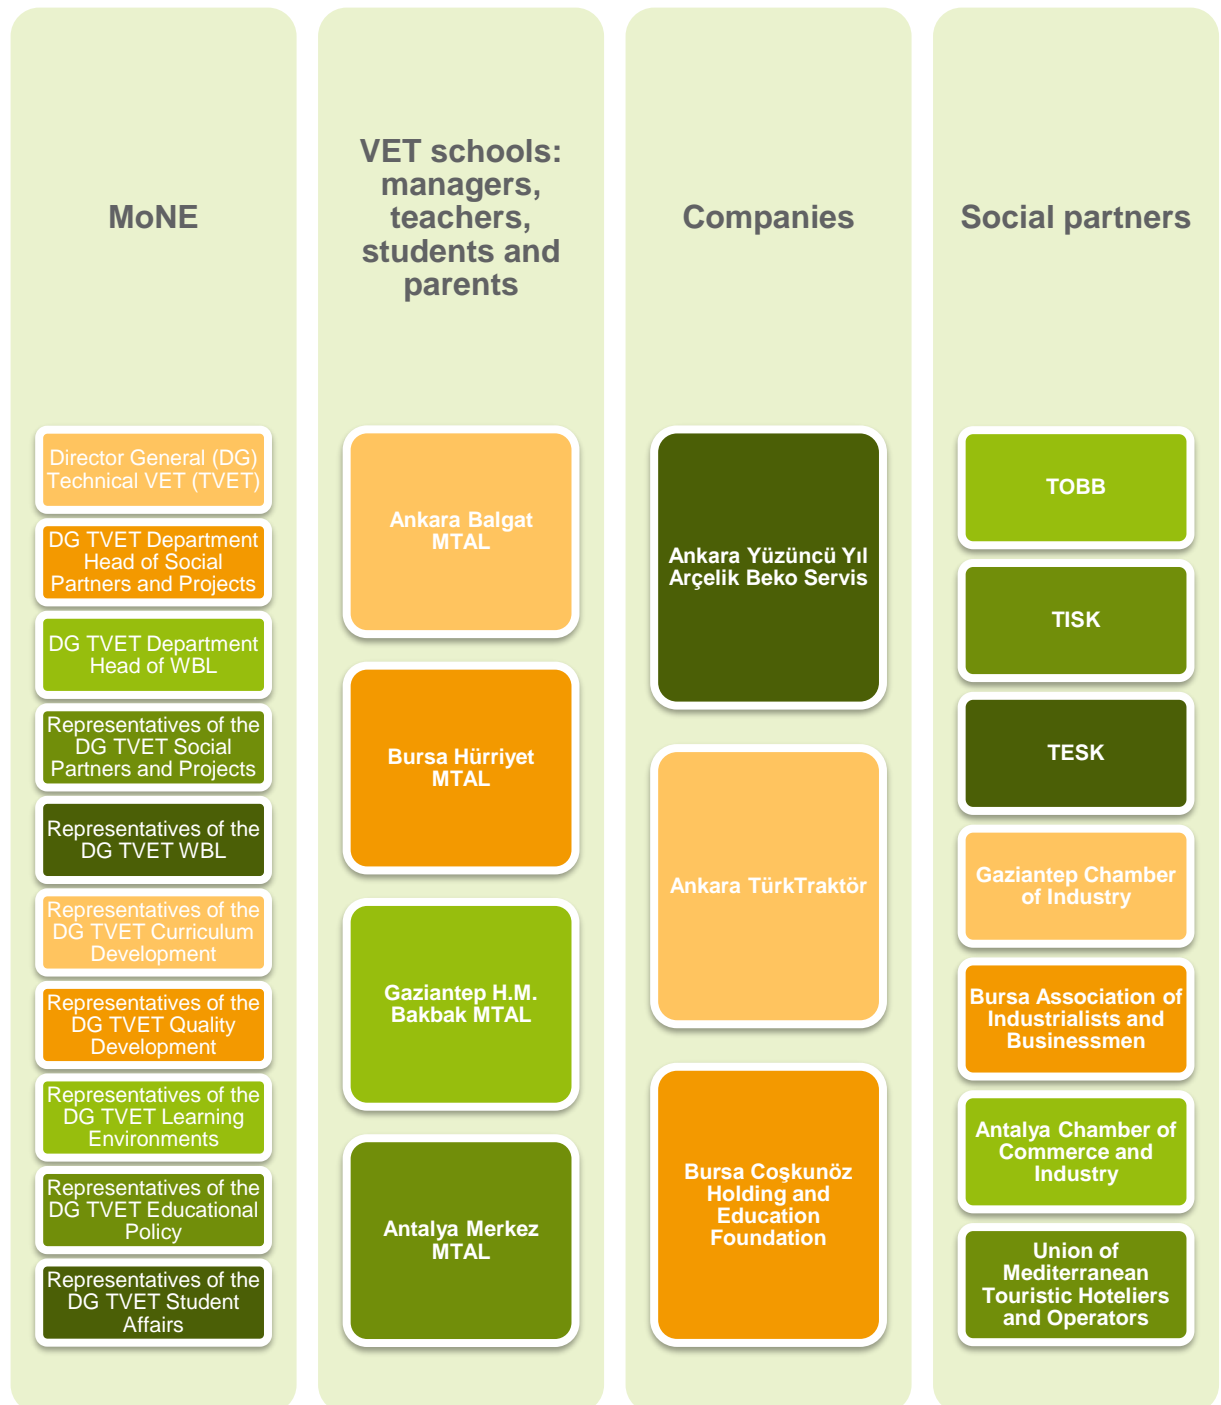 MoNE
Director General (DG)
Technical VET (TVET)
DG TVET Department
Head of Social
Partners and Projects
DG TVET Department
Head of WBL
Representatives of the
DG TVET Social
Partners and Projects
Representatives of the
DG TVET WBL
Representatives of the
DG TVET Curriculum
Development
Representatives of the
DG TVET Quality
Development
Representatives of the
DG TVET Learning
Environments
Representatives of the
DG TVET Educational
Policy
Representatives of the
DG TVET Student
Affairs
VET schools:
managers,
teachers,
students and
parents
Ankara Balgat
MTAL
Bursa Hürriyet
MTAL
Gaziantep H.M.
Bakbak MTAL
Antalya Merkez
MTAL
Companies
Ankara Yüzüncü Yıl
Arçelik Beko Servis
Ankara TürkTraktör
Bursa Coşkunöz
Holding and
Education
Foundation
Social partners
TOBB
TISK
TESK
Gaziantep Chamber
of Industry
Bursa Association of
Industrialists and
Businessmen
Antalya Chamber of
Commerce and
Industry
Union of
Mediterranean
Touristic Hoteliers
and Operators